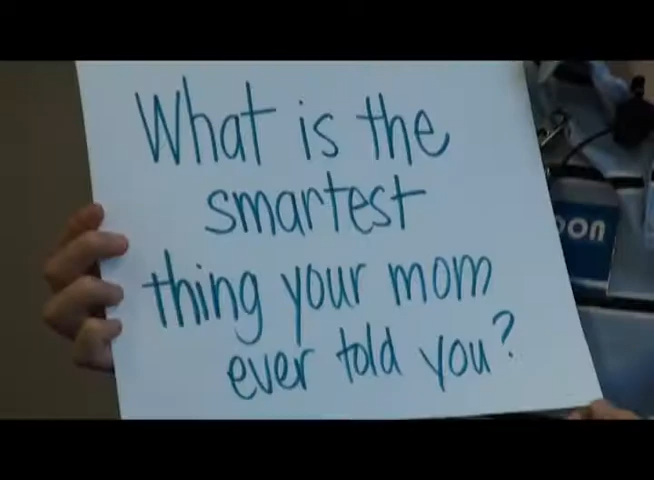 What is the
smartest
thing your mom
ever told you?